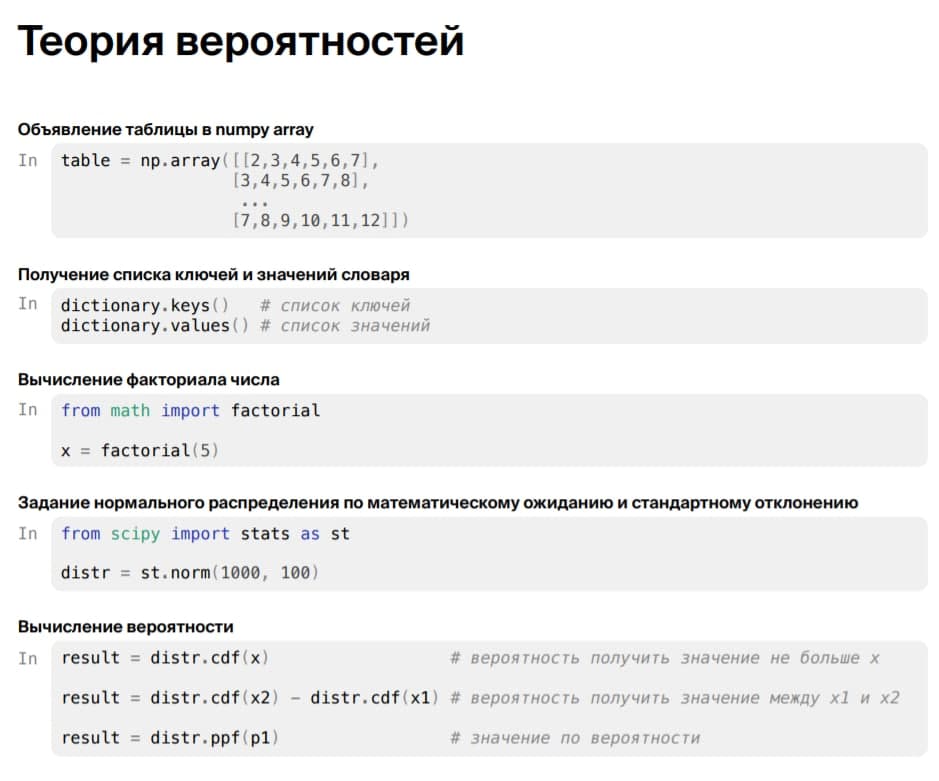 Теория вероятностей
Объявление таблицы в numpy array
In table = np.array([[2,3,4,5,6,7],
[3,4,5,6,7,8],
...
[7,8,9,10,11,12]])
Получение списка ключей и значений словаря
In dictionary.keys() # список ключей
dictionary.values() # список значений
Вычисление факториала числа
In from math import factorial
x = factorial(5)
Задание нормального распределения по математическому ожиданию и стандартному отклонению
In from scipy import stats as st
distr = st.norm(1000, 100)
Вычисление вероятности
In result = distr.cdf(x) # вероятность получить значение не больше x
result = distr.cdf(x2) - distr.cdf(x1) # вероятность получить значение между x1 и x2
result = distr.ppf(p1) # значение по вероятности